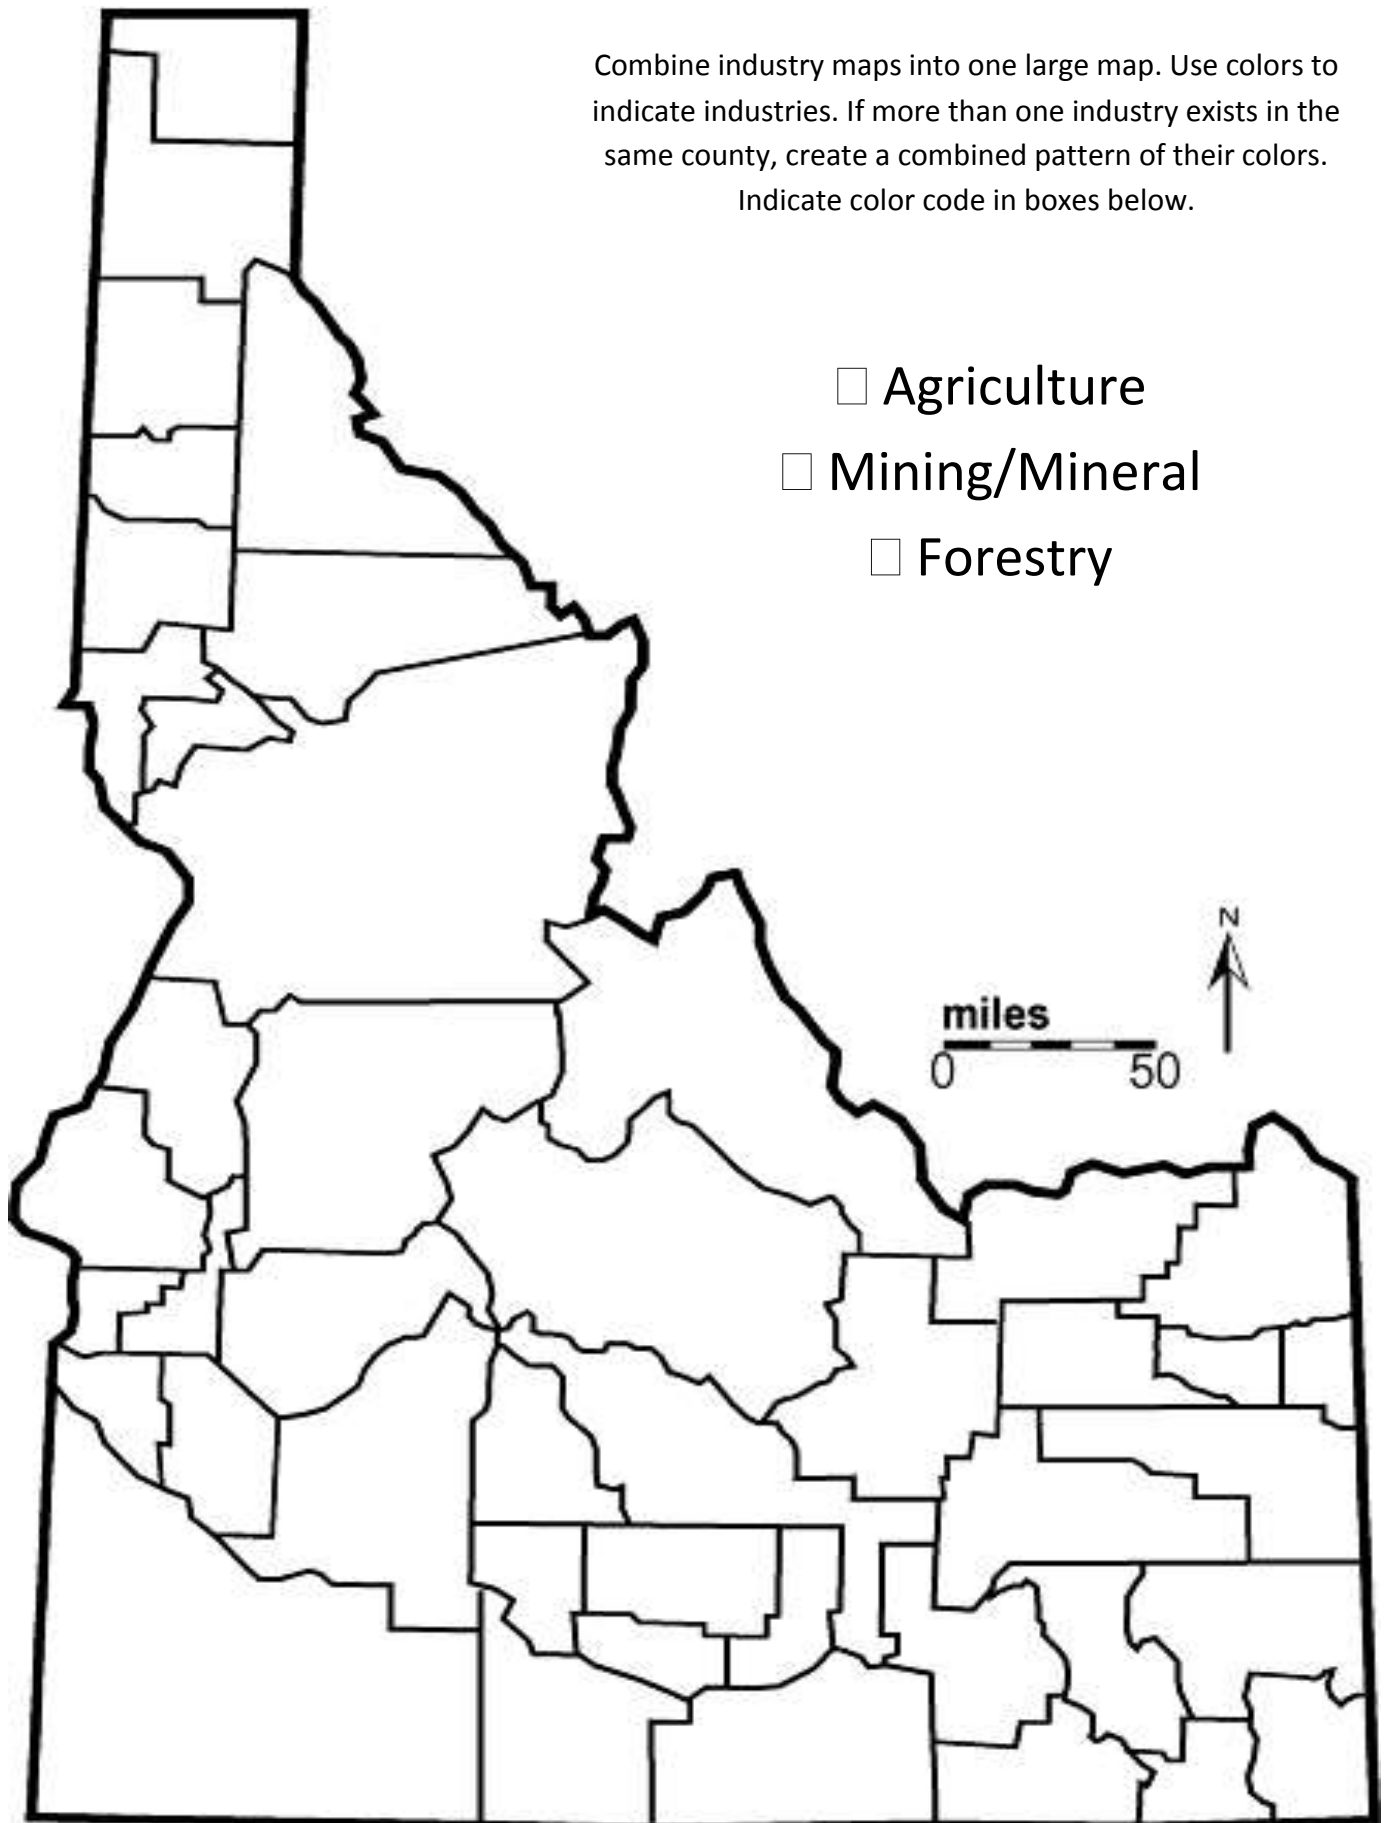 Combine industry maps into one large map. Use colors to
indicate industries. If more than one industry exists in the
same county, create a combined pattern of their colors.
Indicate color code in boxes below.
Agriculture
Mining/Mineral
Forestry
N
miles
0 50